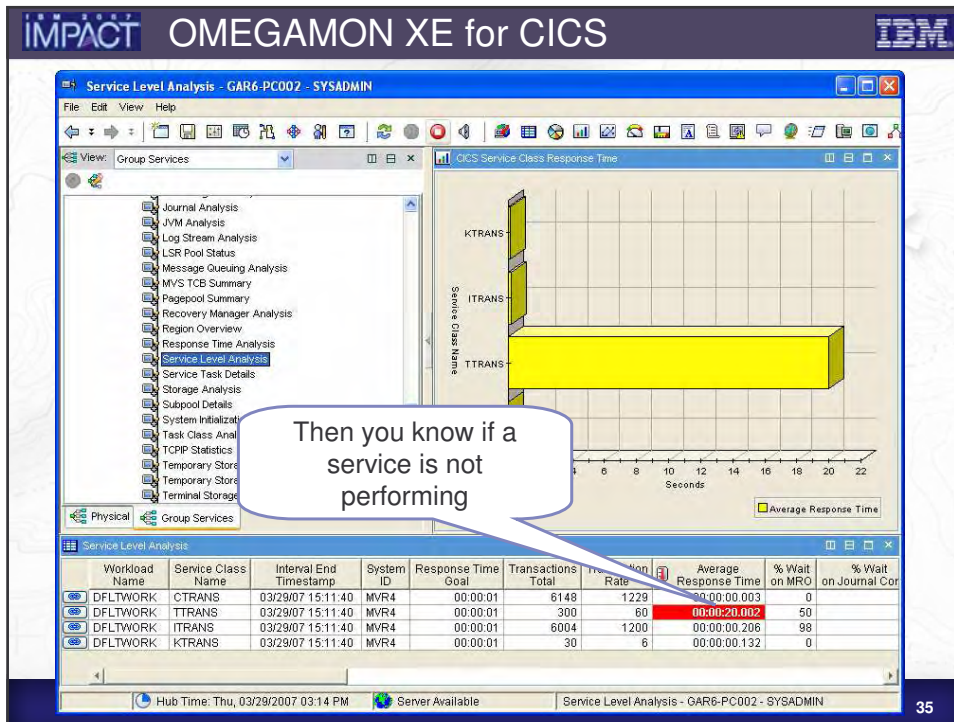 IMPACT
OMEGAMON XE for CICS
IBM
Service Level Analysis - GAR6-PC002 - SYSADMIN
File Edit View Help
View: Group Services
Journal Analysis
JVM Analysis
Log Stream Analysis
LSR Pool Status
Message Queuing Analysis
MVS TCB Summary
Pagepool Summary
Recovery Manager Analysis
Region Overview
Response Time Analysis
Service Level Analysis
Service Task Details
Storage Analysis
Subpool Details
System Initializati
Task Class Anal
TCPIP Statistics
Temporary Stora
Temporary Stora
Terminal Storage
Physical Group Services
CICS Service Class Response Time
Service Class Name
KTRANS
ITRANS
TTRANS
4 6 8 10 12 14 16 18 20 22
Seconds
Average Response Time
Then you know if a
service is not
performing
Service Level Analysis
Workload Name Service Class Name Interval End Timestamp System ID Response Time Goal Transactions Total Rate Average Response Time % Wait on MRO % Wait on Journal Cor
DFLTWORK CTRANS 03/29/07 15:11:40 MVR4 00:00:01 6148 1229 00:00:00.003 0
DFLTWORK TTRANS 03/29/07 15:11:40 MVR4 00:00:01 300 60 00:00:20.002 50
DFLTWORK ITRANS 03/29/07 15:11:40 MVR4 00:00:01 6004 1200 00:00:00.206 98
DFLTWORK KTRANS 03/29/07 15:11:40 MVR4 00:00:01 30 6 00:00:00.132 0
Hub Time: Thu, 03/29/2007 03:14 PM Server Available Service Level Analysis - GAR6-PC002 - SYSADMIN
35